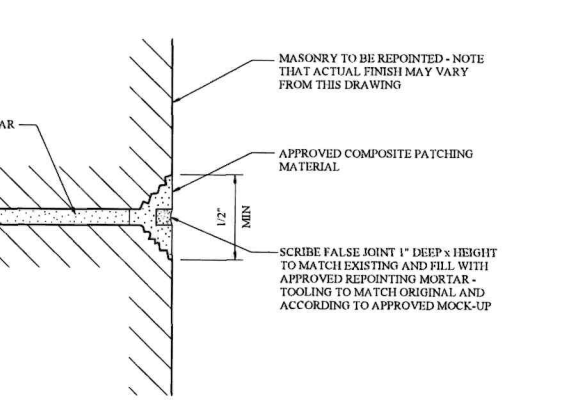 MASONRY TO BE REPOINTED - NOTE
THAT ACTUAL FINISH MAY VARY
FROM THIS DRAWING
AR
APPROVED COMPOSITE PATCHING
MATERIAL
1/2"
MIN
SCRIBE FALSE JOINT 1" DEEP x HEIGHT
TO MATCH EXISTING AND FILL WITH
APPROVED REPOINTING MORTAR -
TOOLING TO MATCH ORIGINAL AND
ACCORDING TO APPROVED MOCK-UP